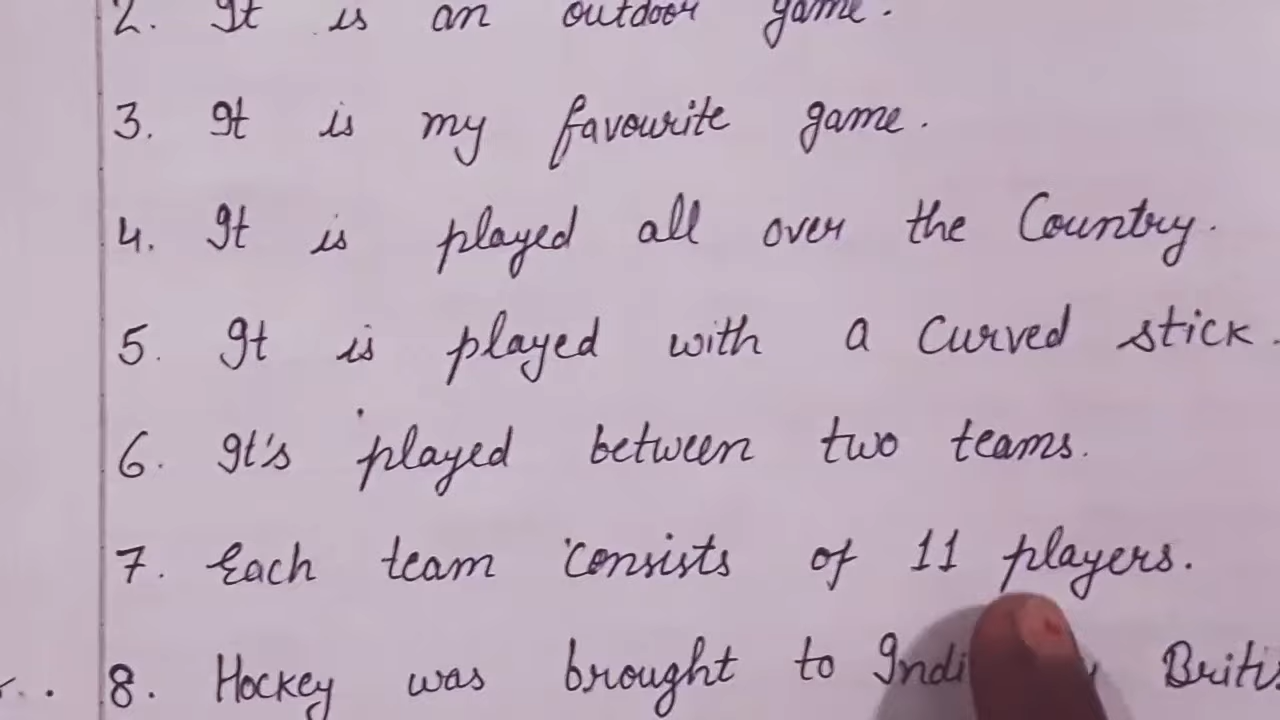 2. It is an outdoor game.
3. It is my favourite game.
4. It is played all over the Country.
5. It is played with a Curved stick.
6. It's played between two teams.
7. Each team consists of 11 players.
8. Hockey was brought to